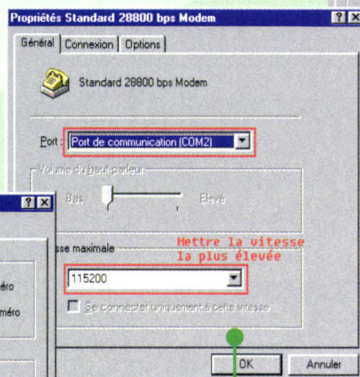 Propriétés Standard 28800 bps Modem
Général
Connexion
Options
Standard 28800 bps Modem
Port :
Port de communication (COM2)
Volume du haut-parleur
Bas
Elevé
sse maximale
Mettre la vitesse
la plus élevée
115200
Se connecter uniquement à cette vitesse
éro
méro
OK
Annuler